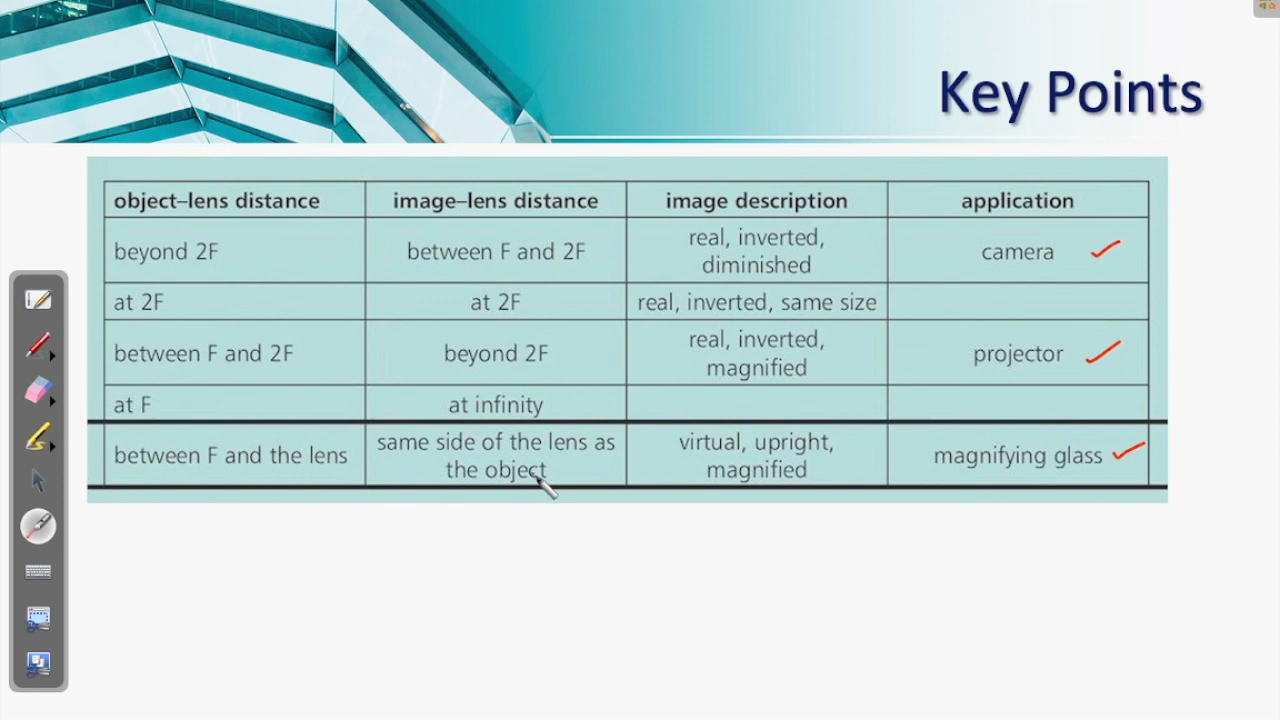 Key Points
object–lens distance image–lens distance image description application
beyond 2F between F and 2F real, inverted, diminished camera
at 2F at 2F real, inverted, same size
between F and 2F beyond 2F real, inverted, magnified projector
at F at infinity
between F and the lens same side of the lens as the object virtual, upright, magnified magnifying glass